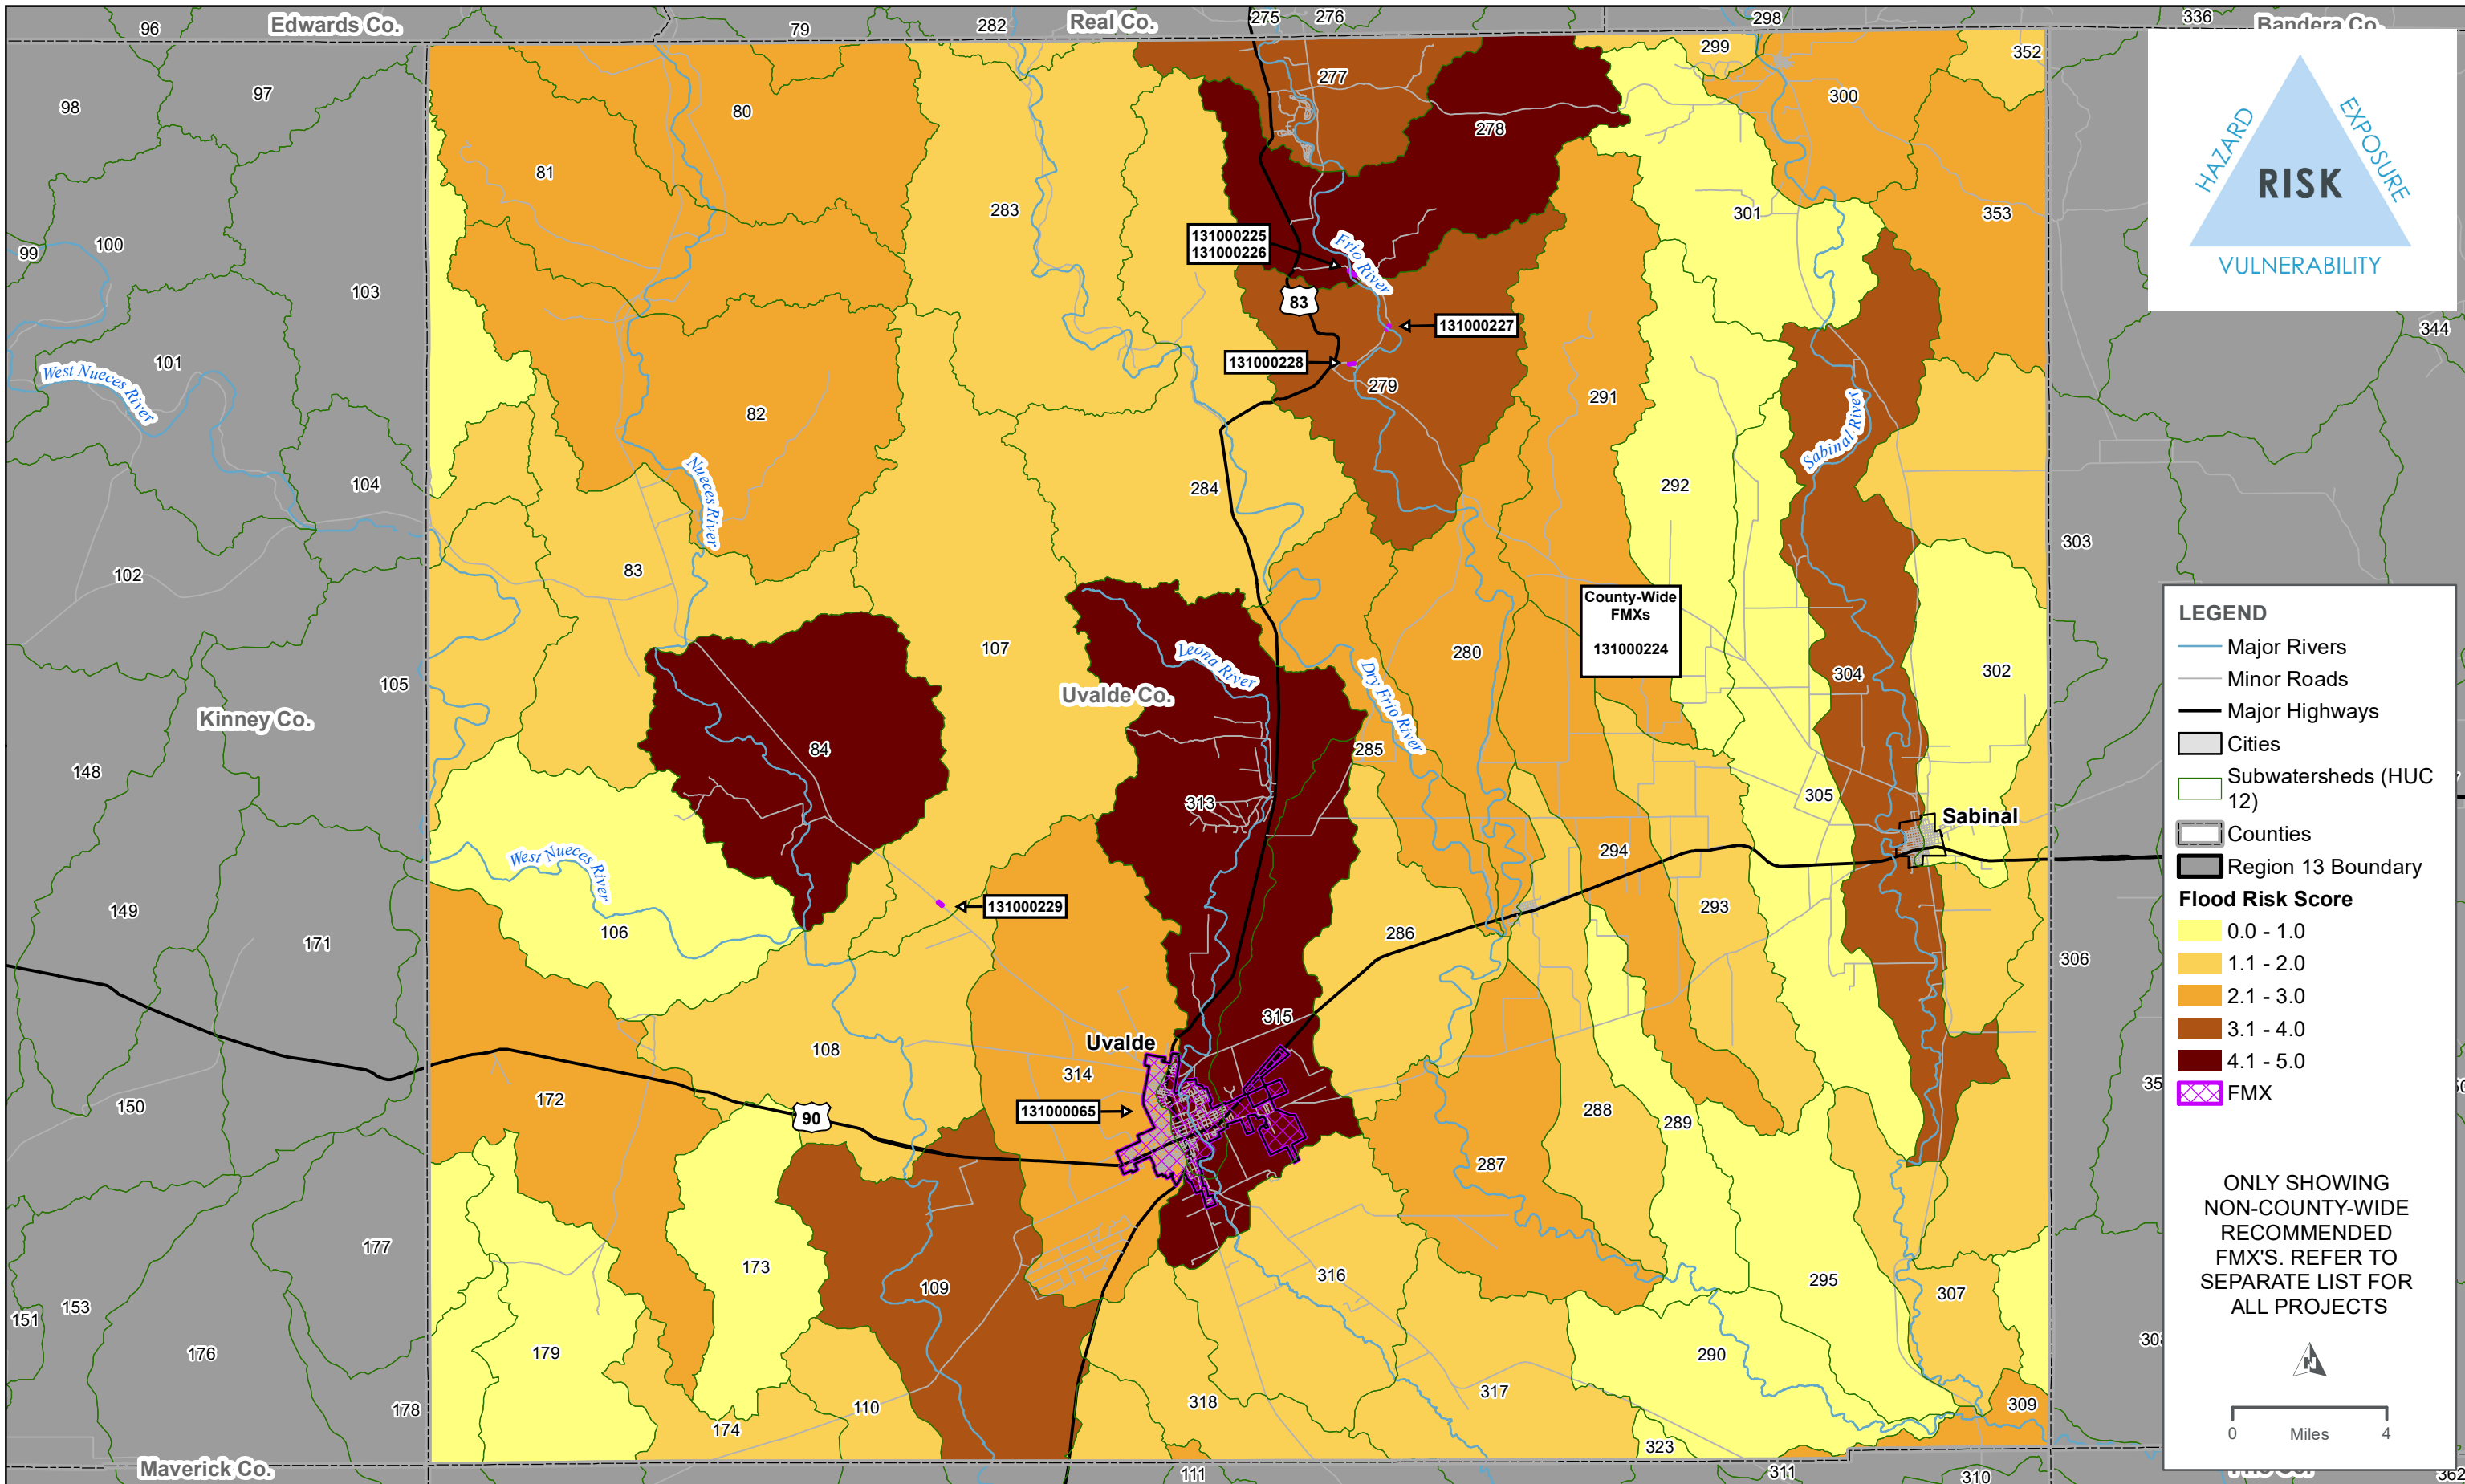 96
Edwards Co.
79
282
Real Co.
275
276
298
336
Bandera Co.
98
97
80
277
299
300
352
81
278
283
301
353
99
100
103
131000225
131000226
Frio River
83
131000227
131000228
279
101
West Nueces River
82
291
344
HAZARD
EXPOSURE
RISK
VULNERABILITY
Sabinal River
104
Nueces River
284
292
303
102
83
107
280
County-Wide
FMXs
131000224
304
302
105
Kinney Co.
Uvalde Co.
Leona River
Dry Frio River
84
285
148
313
305
Sabinal
294
West Nueces River
149
171
106
131000229
286
293
306
315
108
Uvalde
314
131000065
150
172
90
288
289
287
177
173
109
316
295
307
151
153
176
179
290
178
110
174
318
317
309
323
Maverick Co.
111
311
310
362
LEGEND
Major Rivers
Minor Roads
Major Highways
Cities
Subwatersheds (HUC
12)
Counties
Region 13 Boundary
Flood Risk Score
0.0 - 1.0
1.1 - 2.0
2.1 - 3.0
3.1 - 4.0
4.1 - 5.0
FMX
ONLY SHOWING
NON-COUNTY-WIDE
RECOMMENDED
FMX'S. REFER TO
SEPARATE LIST FOR
ALL PROJECTS
N
0 Miles 4